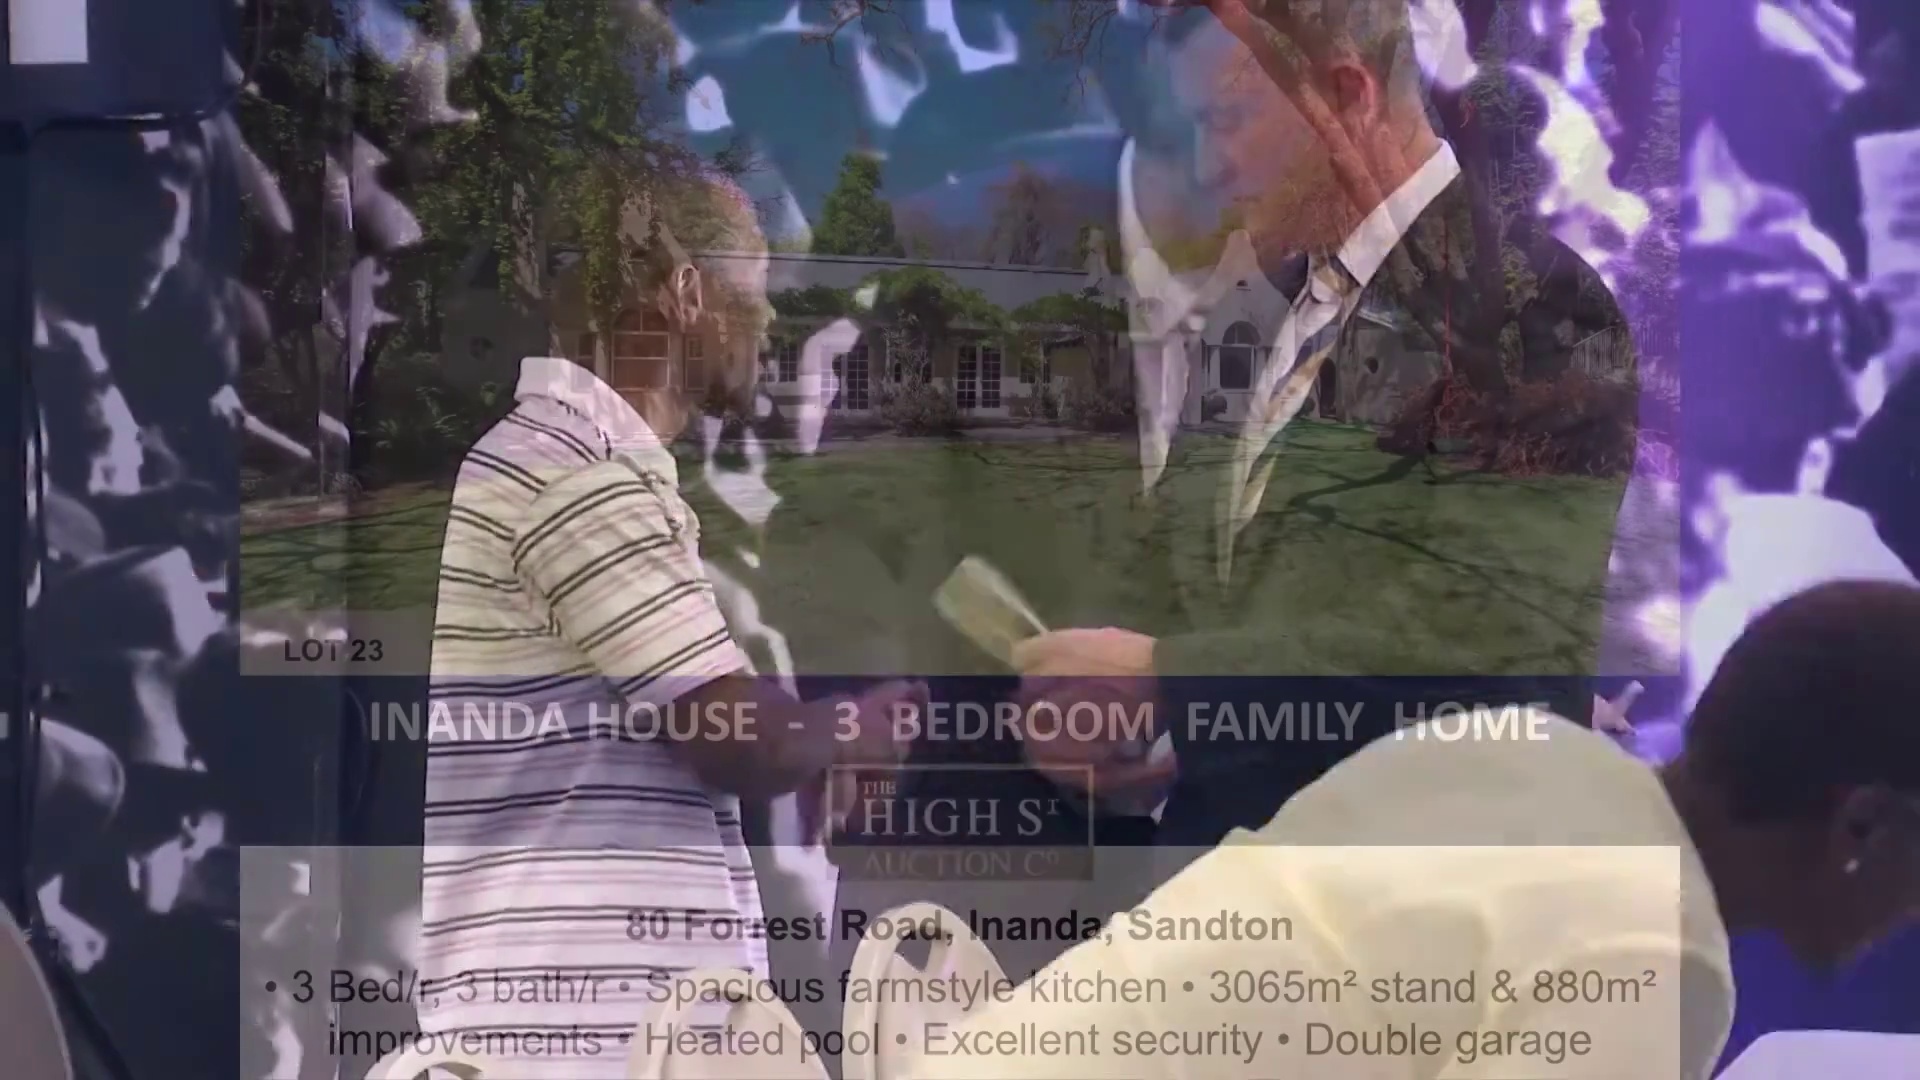 LOT 23
INANDA HOUSE - 3 BEDROOM FAMILY HOME
THE
HIGH ST
AUCTION Cº
80 Forrest Road, Inanda, Sandton
• 3 Bed/r, 3 bath/r • Spacious farmstyle kitchen • 3065m² stand & 880m²
improvements • Heated pool • Excellent security • Double garage